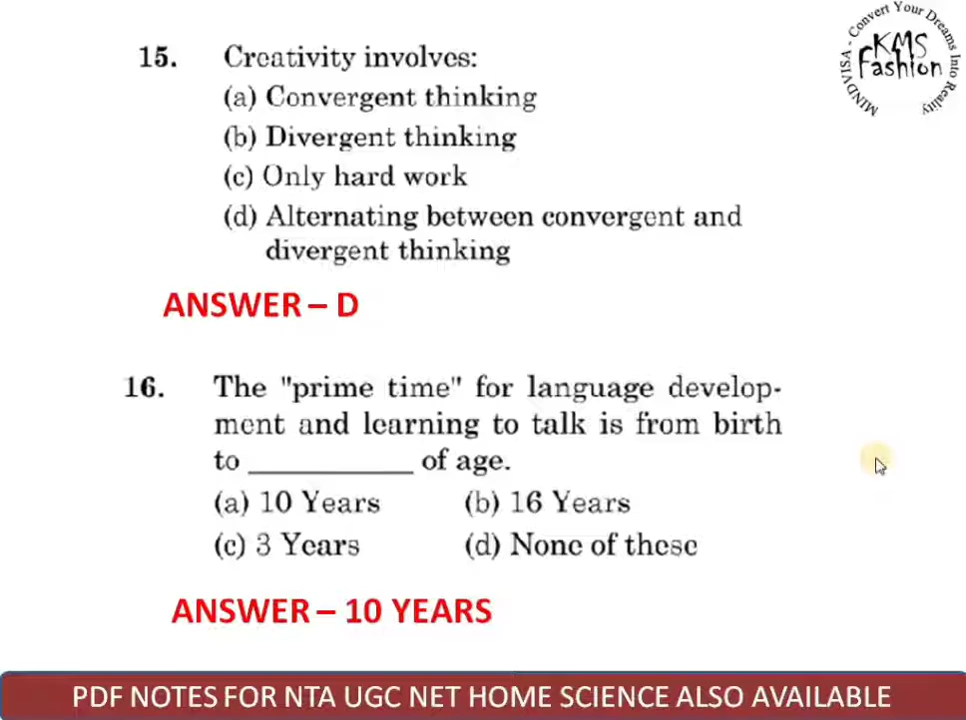 15. Creativity involves:
(a) Convergent thinking
(b) Divergent thinking
(c) Only hard work
(d) Alternating between convergent and
divergent thinking
ANSWER – D
16. The "prime time" for language develop-
ment and learning to talk is from birth
to __________ of age.
(a) 10 Years (b) 16 Years
(c) 3 Years (d) None of these
ANSWER – 10 YEARS
PDF NOTES FOR NTA UGC NET HOME SCIENCE ALSO AVAILABLE
MINDVISA - Convert Your Dreams Into Reality
KMS
Fashion